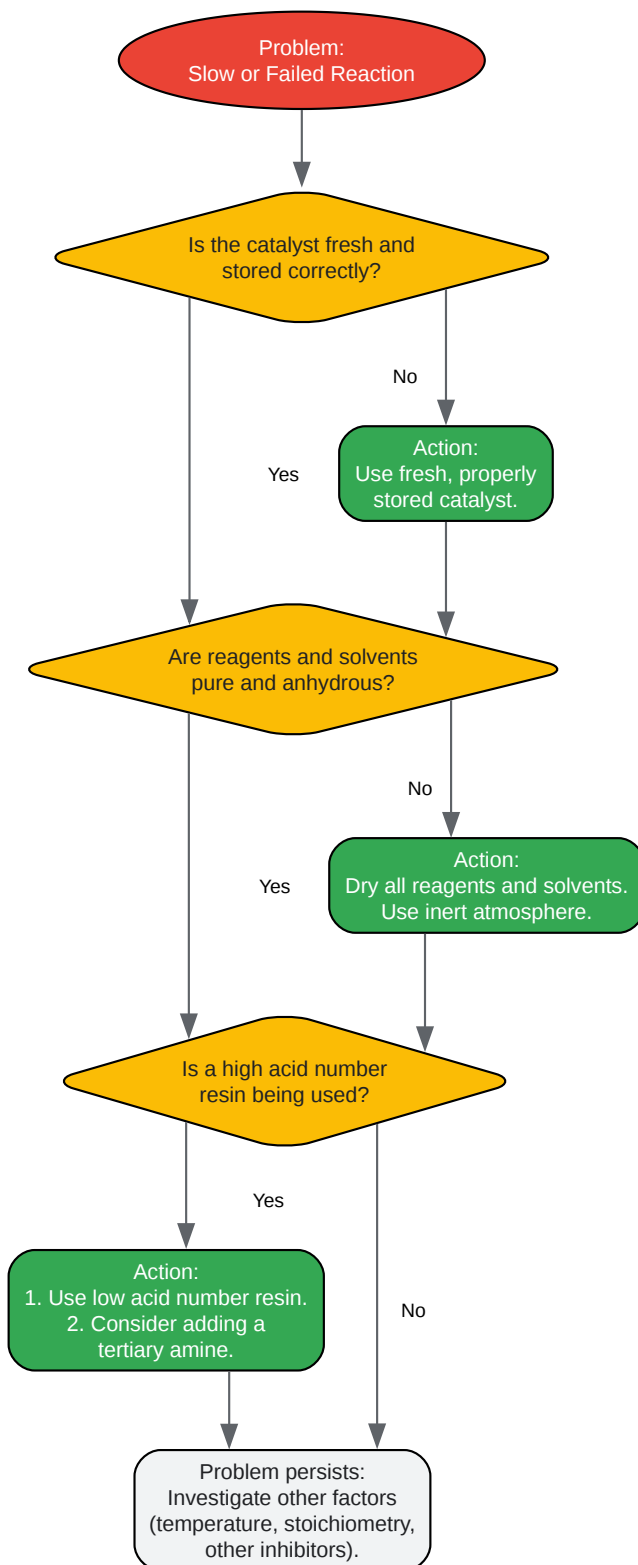 Problem:
Slow or Failed Reaction
Is the catalyst fresh and
stored correctly?
No
Yes
Action:
Use fresh, properly
stored catalyst.
Are reagents and solvents
pure and anhydrous?
No
Yes
Action:
Dry all reagents and solvents.
Use inert atmosphere.
Is a high acid number
resin being used?
Yes
Action:
1. Use low acid number resin.
2. Consider adding a
tertiary amine.
No
Problem persists:
Investigate other factors
(temperature, stoichiometry,
other inhibitors).